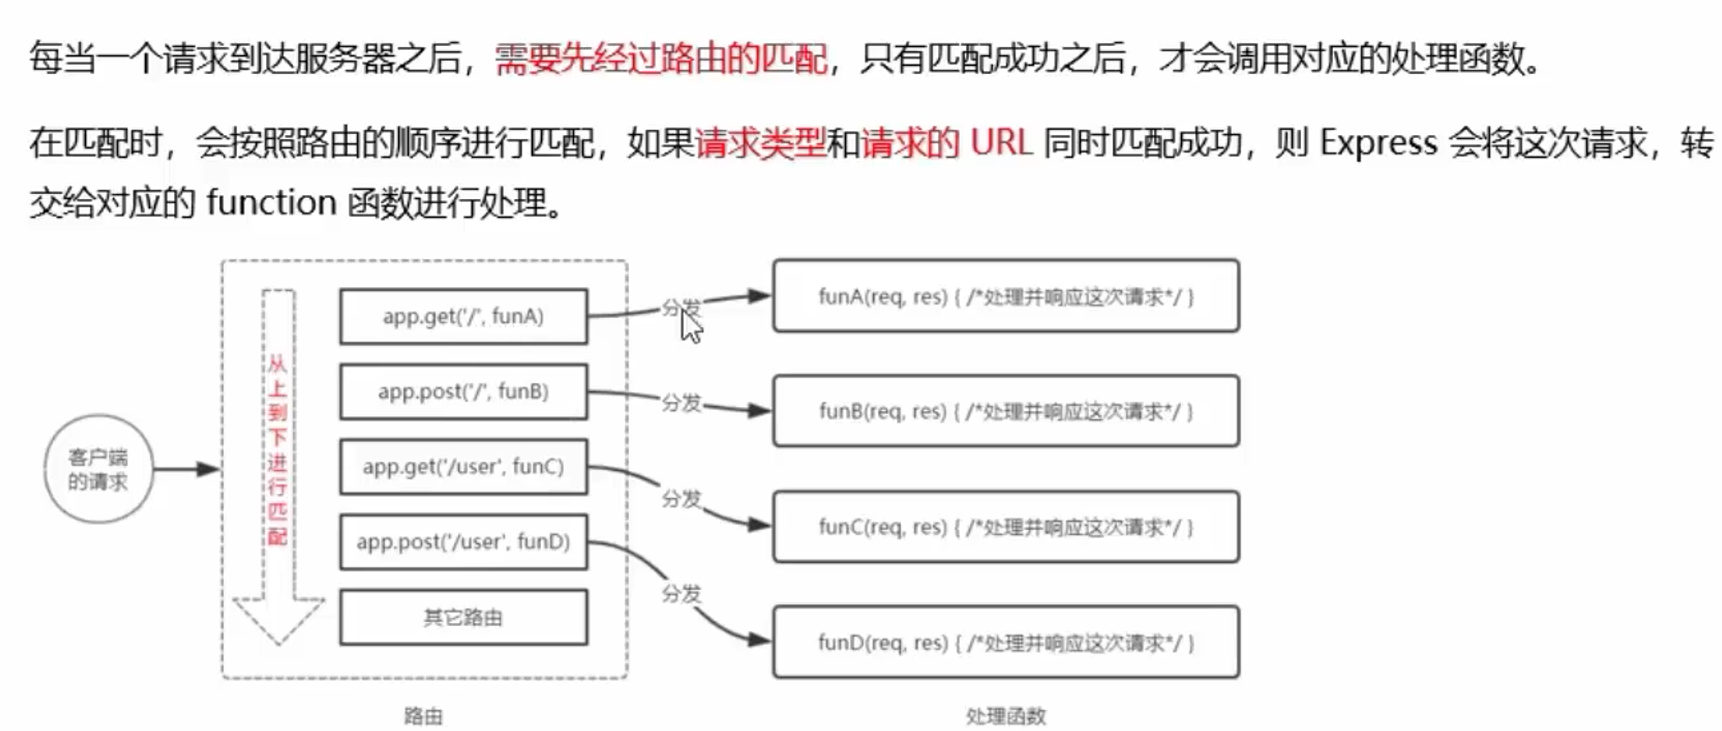 每当一个请求到达服务器之后，需要先经过路由的匹配，只有匹配成功之后，才会调用对应的处理函数。
在匹配时，会按照路由的顺序进行匹配，如果请求类型和请求的 URL 同时匹配成功，则 Express 会将这次请求，转
交给对应的 function 函数进行处理。
客户端
的请求
从上到下进行匹配
app.get('/', funA)
app.post('/', funB)
app.get('/user', funC)
app.post('/user', funD)
其它路由
分发
分发
分发
分发
funA(req, res) { /*处理并响应这次请求*/ }
funB(req, res) { /*处理并响应这次请求*/ }
funC(req, res) { /*处理并响应这次请求*/ }
funD(req, res) { /*处理并响应这次请求*/ }
路由
处理函数